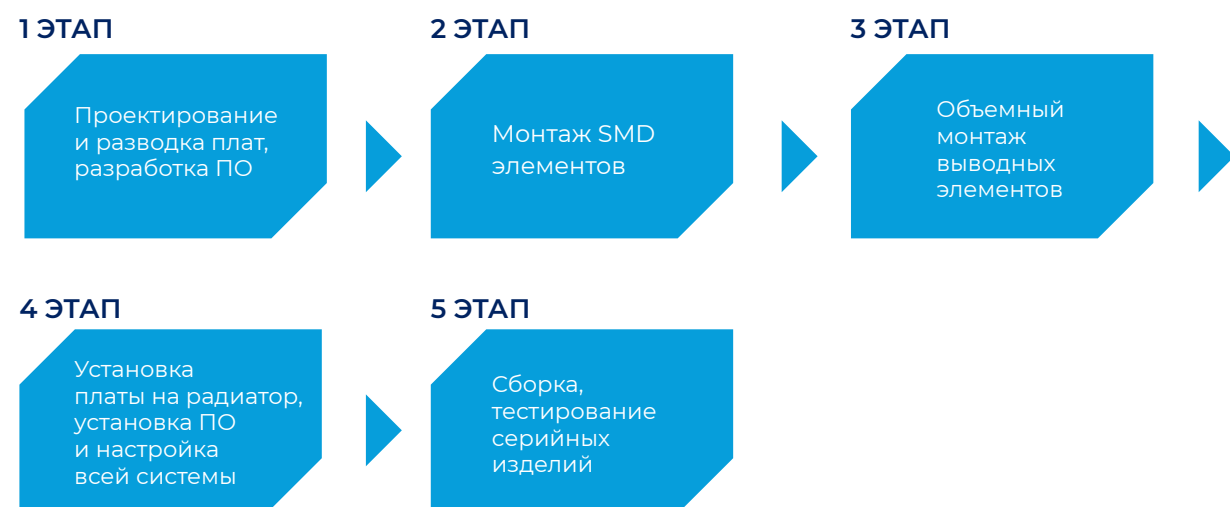 1 ЭТАП
Проектирование
и разводка плат,
разработка ПО
2 ЭТАП
Монтаж SMD
элементов
3 ЭТАП
Объемный
монтаж
выводных
элементов
4 ЭТАП
Установка
платы на радиатор,
установка ПО
и настройка
всей системы
5 ЭТАП
Сборка,
тестирование
серийных
изделий